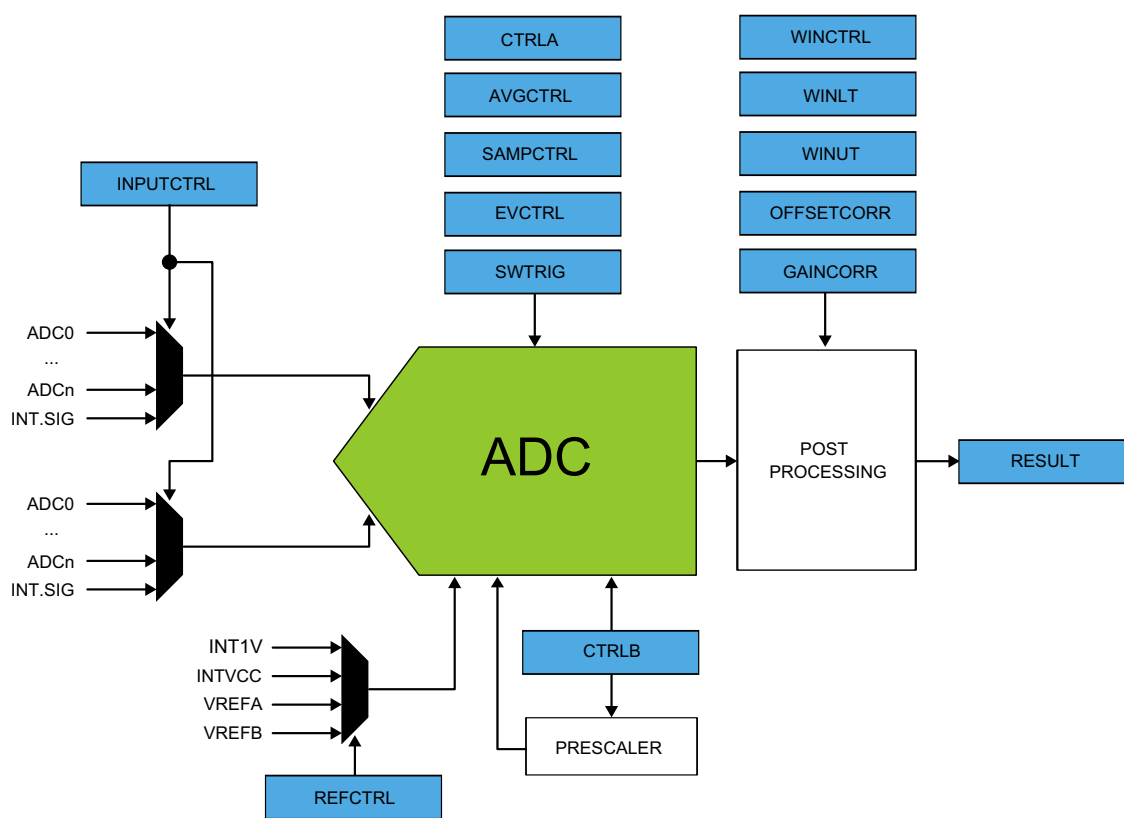 CTRLA
WINCTRL
AVGCTRL
WINLT
SAMPCTRL
WINUT
INPUTCTRL
EVCTRL
OFFSETCORR
SWTRIG
GAINCORR
ADC0
...
ADCn
INT.SIG
ADC
POST
PROCESSING
RESULT
ADC0
...
ADCn
INT.SIG
INT1V
CTRLB
INTVCC
VREFA
VREFB
PRESCALER
REFCTRL